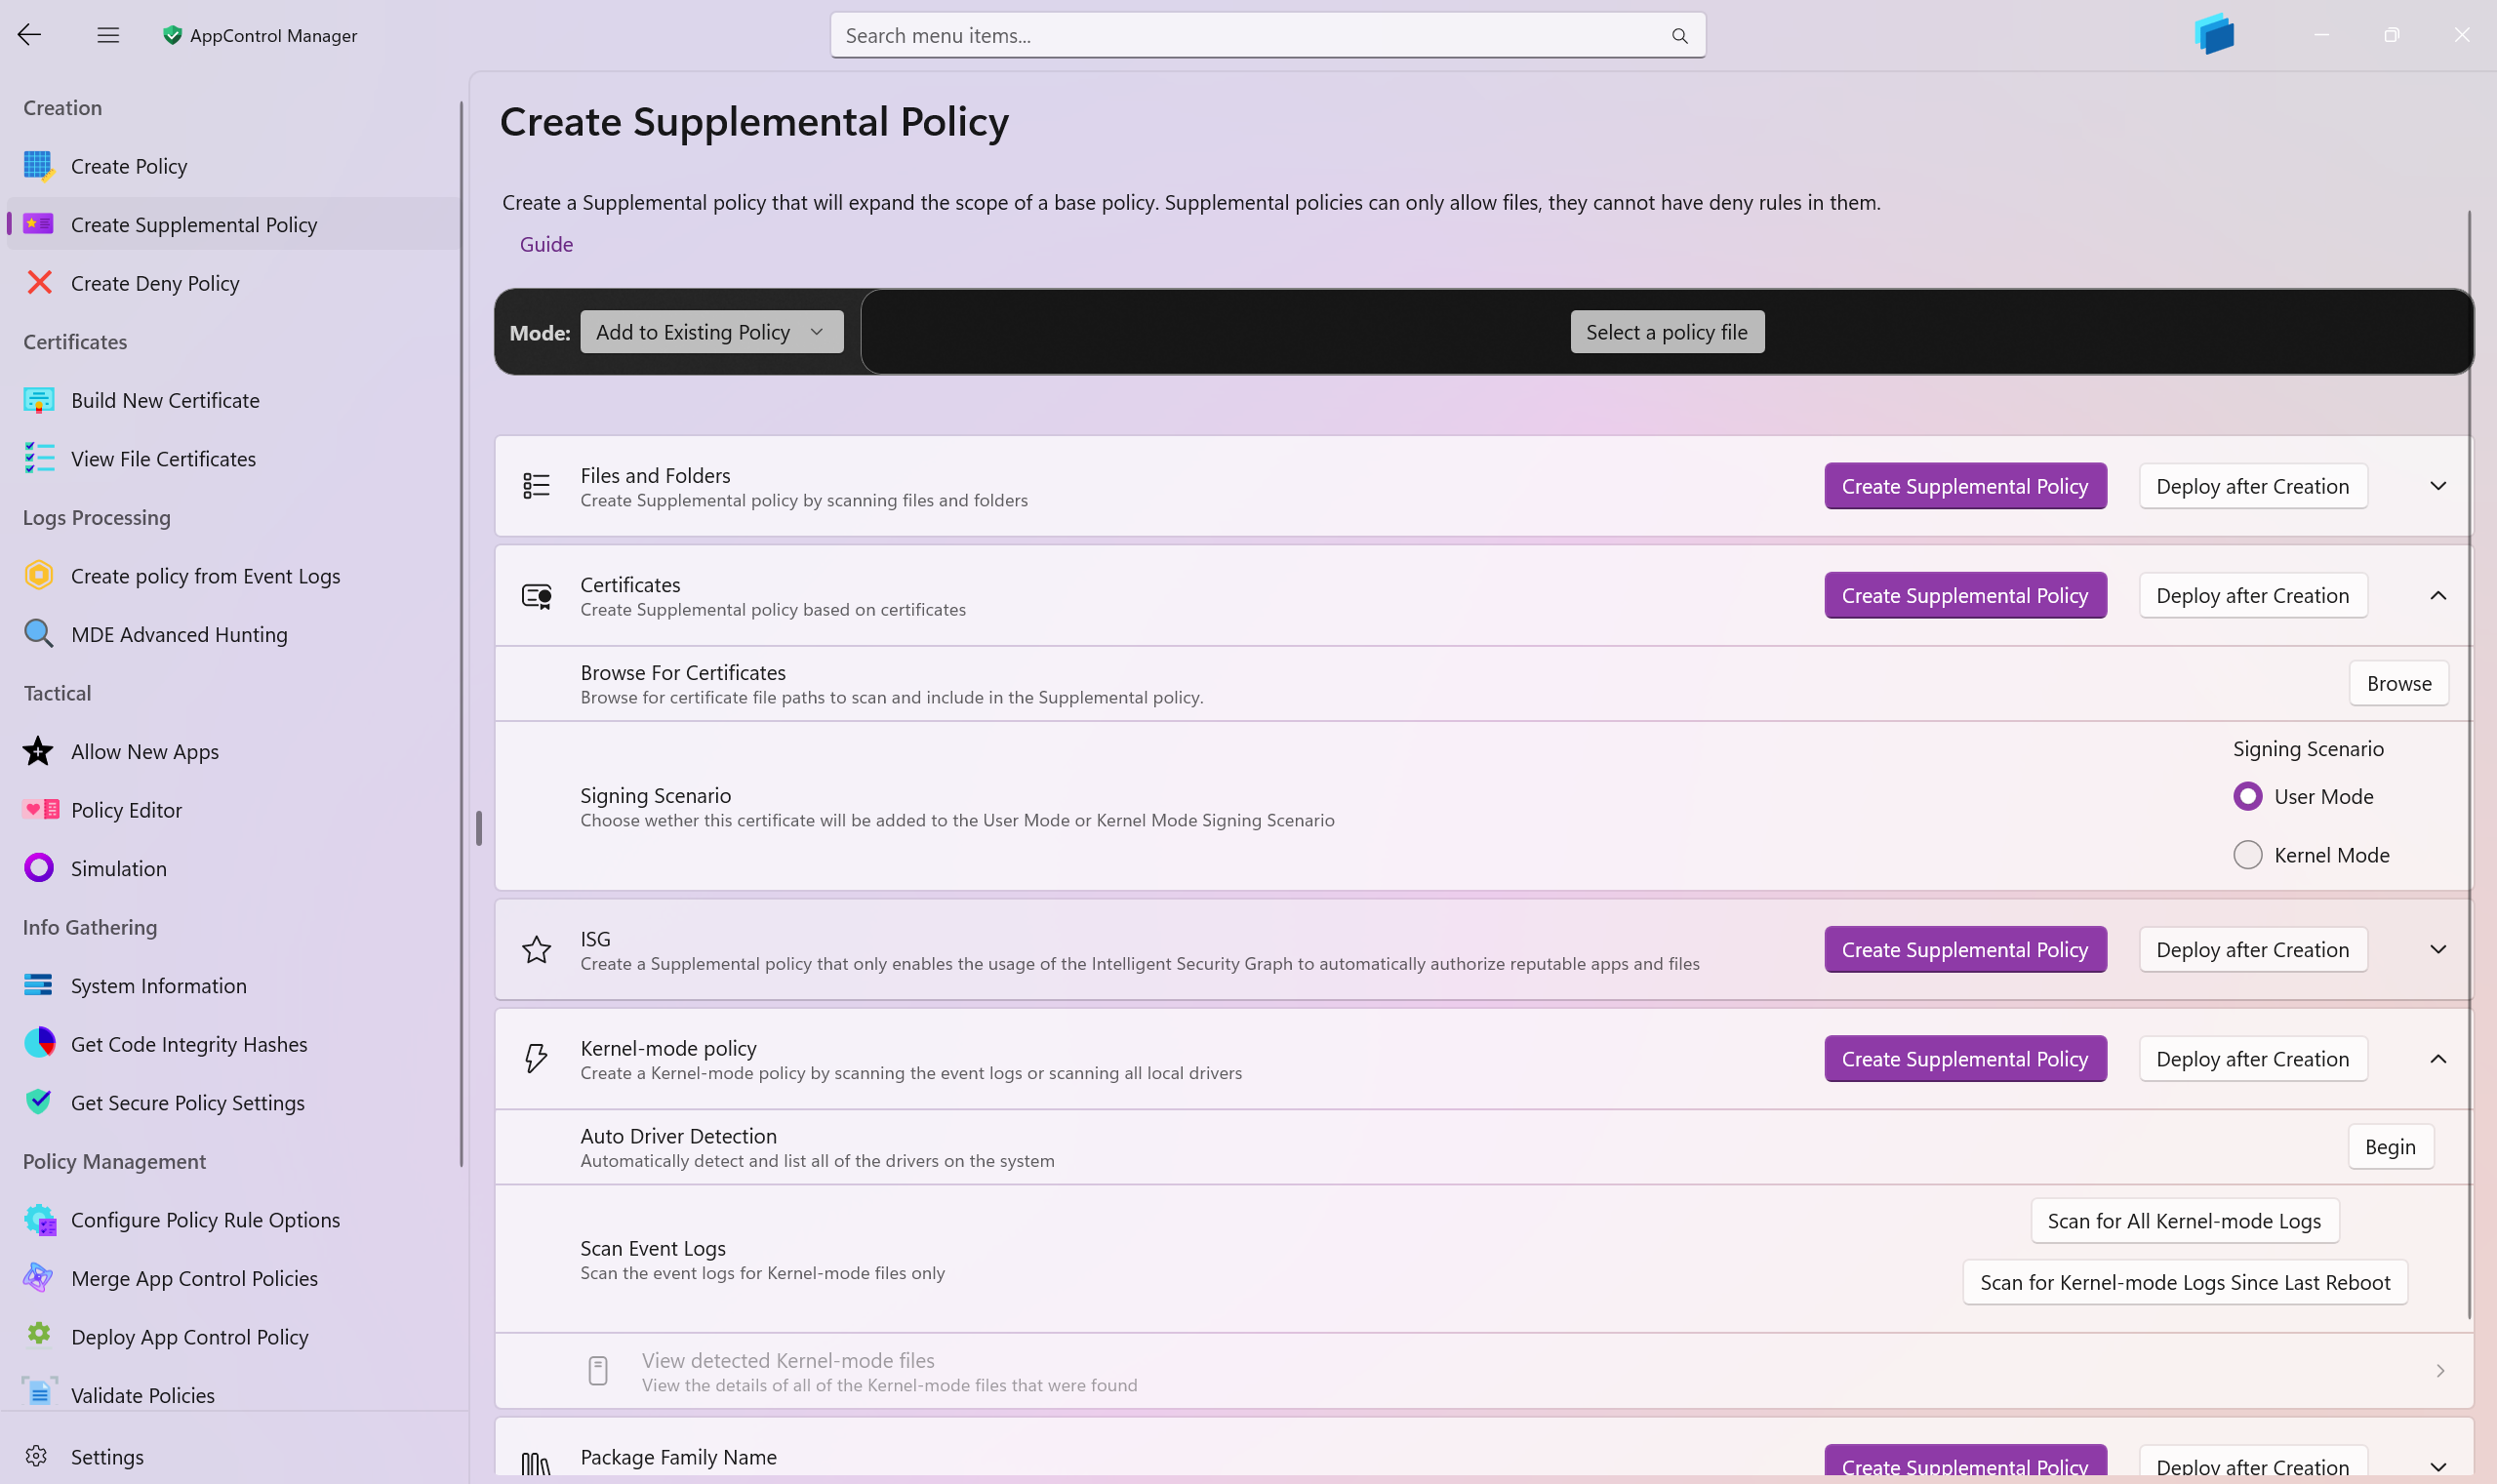 AppControl Manager
Search menu items...
Creation
Create Policy
Create Supplemental Policy
Create Deny Policy
Certificates
Build New Certificate
View File Certificates
Logs Processing
Create policy from Event Logs
MDE Advanced Hunting
Tactical
Allow New Apps
Policy Editor
Simulation
Info Gathering
System Information
Get Code Integrity Hashes
Get Secure Policy Settings
Policy Management
Configure Policy Rule Options
Merge App Control Policies
Deploy App Control Policy
Validate Policies
Settings
Create Supplemental Policy
Create a Supplemental policy that will expand the scope of a base policy. Supplemental policies can only allow files, they cannot have deny rules in them.
Guide
Mode: Add to Existing Policy
Select a policy file
Files and Folders
Create Supplemental policy by scanning files and folders
Create Supplemental Policy
Deploy after Creation
Certificates
Create Supplemental policy based on certificates
Create Supplemental Policy
Deploy after Creation
Browse For Certificates
Browse for certificate file paths to scan and include in the Supplemental policy.
Browse
Signing Scenario
Choose wether this certificate will be added to the User Mode or Kernel Mode Signing Scenario
Signing Scenario
User Mode
Kernel Mode
ISG
Create a Supplemental policy that only enables the usage of the Intelligent Security Graph to automatically authorize reputable apps and files
Create Supplemental Policy
Deploy after Creation
Kernel-mode policy
Create a Kernel-mode policy by scanning the event logs or scanning all local drivers
Create Supplemental Policy
Deploy after Creation
Auto Driver Detection
Automatically detect and list all of the drivers on the system
Begin
Scan Event Logs
Scan the event logs for Kernel-mode files only
Scan for All Kernel-mode Logs
Scan for Kernel-mode Logs Since Last Reboot
View detected Kernel-mode files
View the details of all of the Kernel-mode files that were found
Package Family Name
Create Supplemental Policy
Deploy after Creation